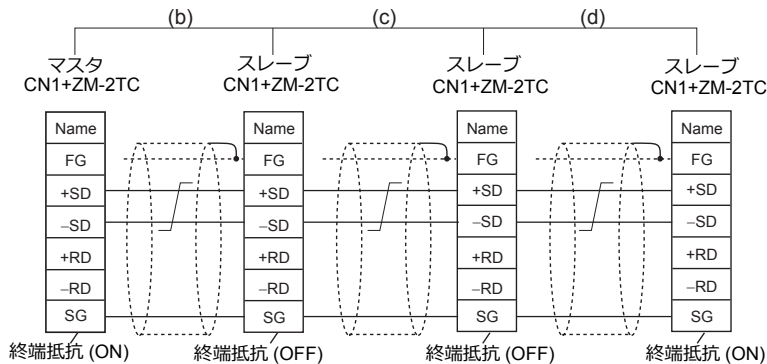 (b) (c) (d)
マスタ スレーブ スレーブ スレーブ
CN1+ZM-2TC CN1+ZM-2TC CN1+ZM-2TC CN1+ZM-2TC
Name Name Name Name
FG FG FG FG
+SD +SD +SD +SD
−SD −SD −SD −SD
+RD +RD +RD +RD
−RD −RD −RD −RD
SG SG SG SG
終端抵抗 (ON) 終端抵抗 (OFF) 終端抵抗 (OFF) 終端抵抗 (ON)